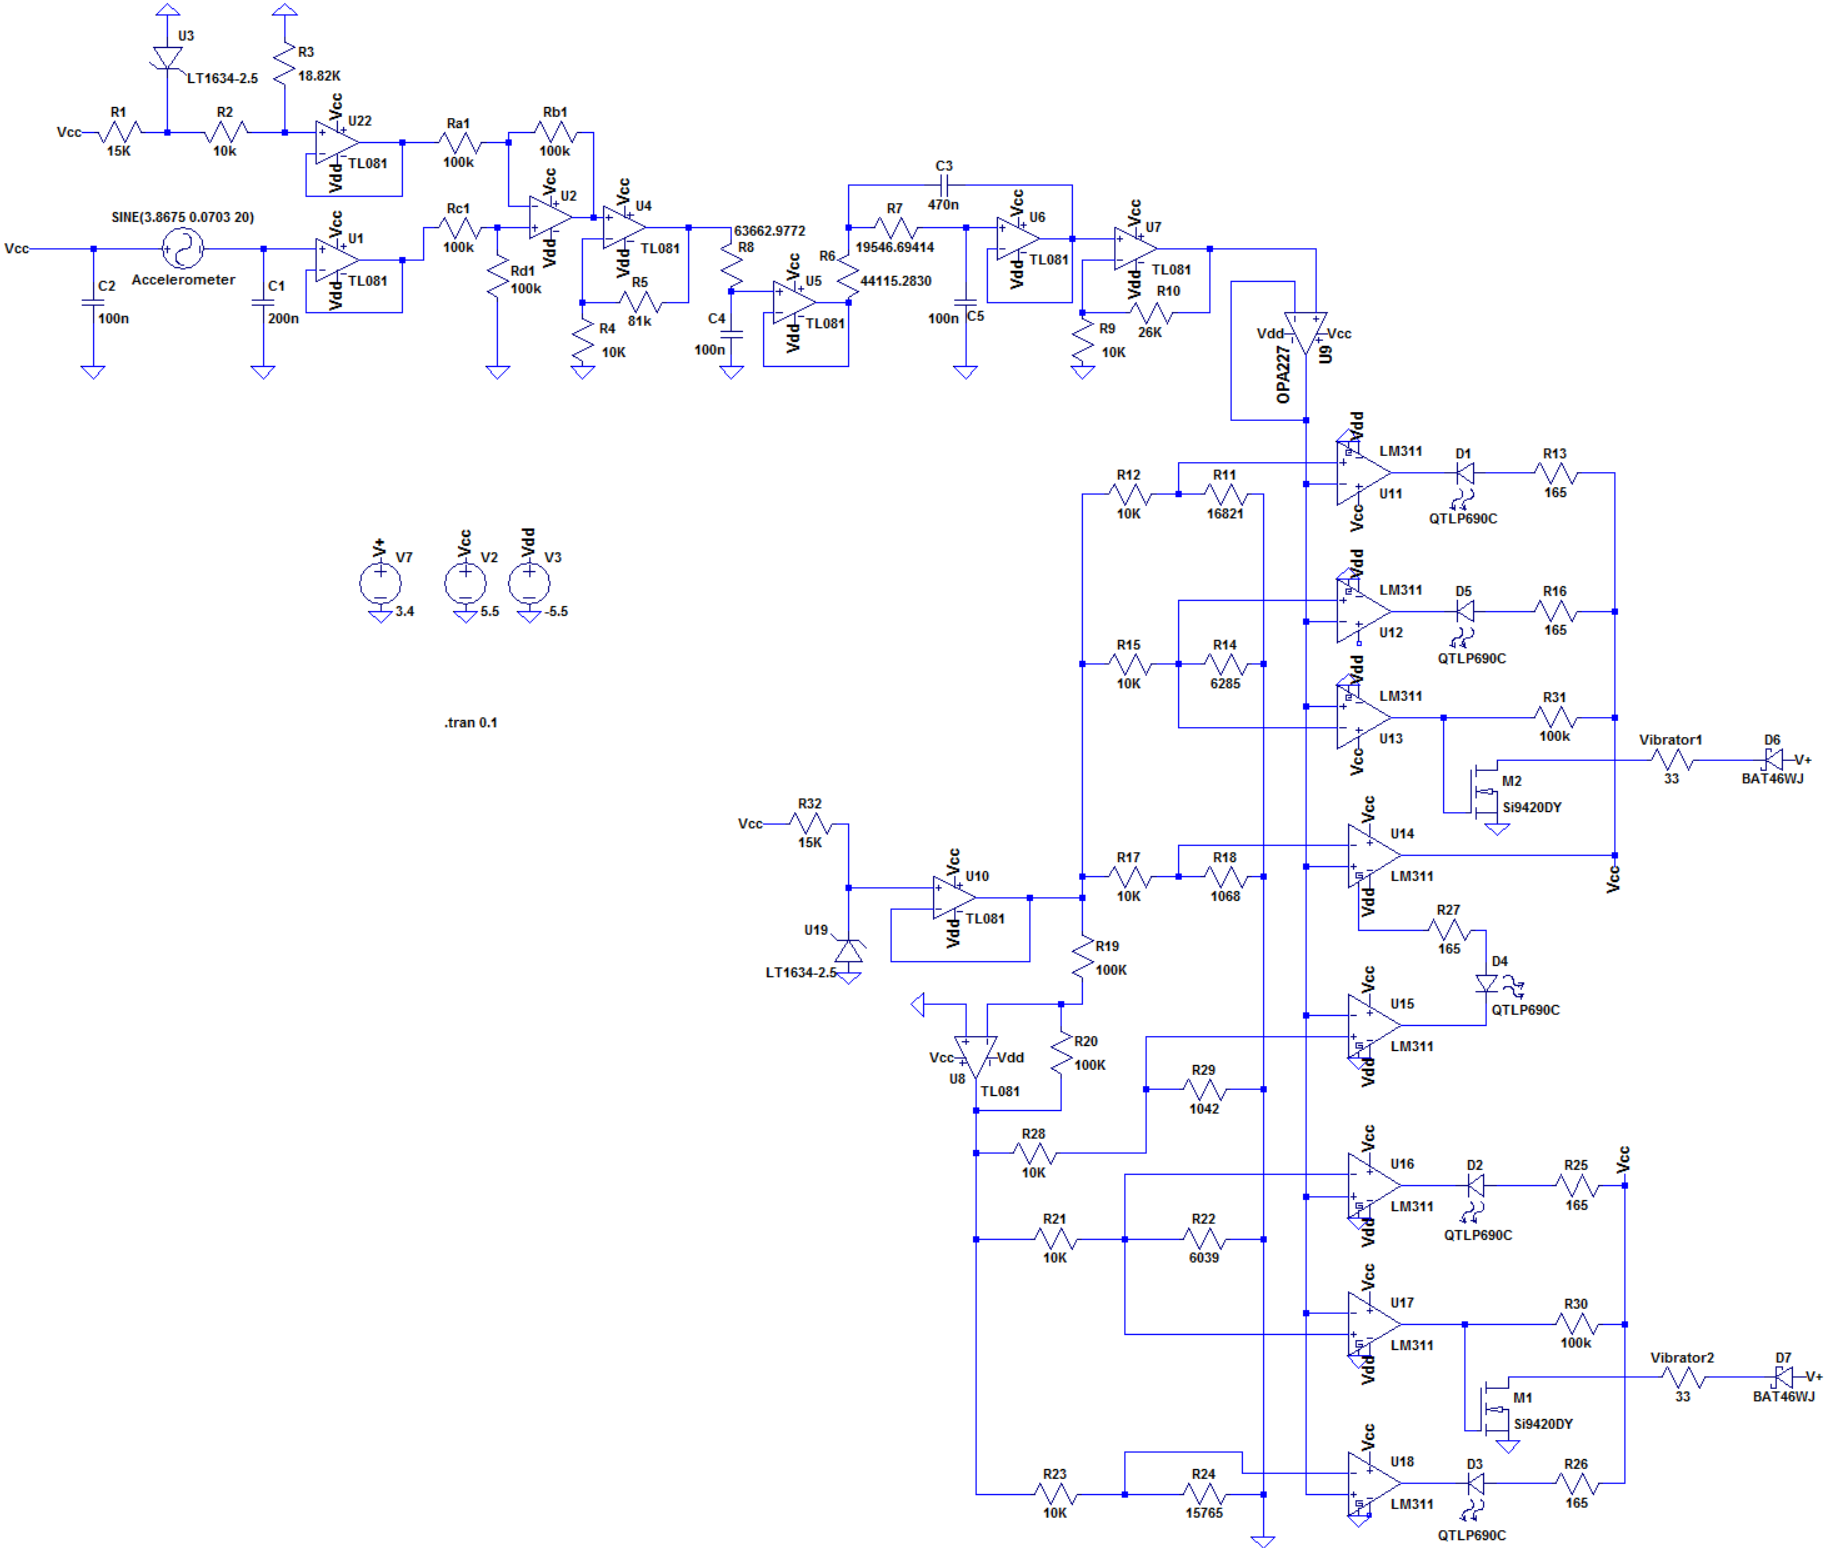 U3
LT1634-2.5
R3
18.82K
Vcc
R1
15K
R2
10k
Vcc
U22
TL081
Vdd
Ra1
100k
Rb1
100k
SINE(3.8675 0.0703 20)
Vcc
Accelerometer
C2
100n
C1
200n
Vcc
U1
TL081
Vdd
Rc1
100k
Rd1
100k
Vcc
U2
Vdd
Vcc
U4
TL081
Vdd
R5
81k
R4
10K
63662.9772
R8
C4
100n
Vcc
U5
TL081
Vdd
R6
44115.2830
C3
470n
R7
19546.69414
100n
C5
Vcc
U6
TL081
Vdd
Vcc
U7
TL081
Vdd
R10
26K
R9
10K
Vdd
Vcc
OPA227
U9
V+
V7
3.4
Vcc
V2
5.5
Vdd
V3
-5.5
.tran 0.1
R12
10K
R11
16821
Vdd
LM311
U11
Vcc
D1
QTLP690C
R13
165
Vdd
LM311
U12
D5
QTLP690C
R16
165
R15
10K
R14
6285
Vdd
LM311
U13
Vcc
R31
100k
Vibrator1
33
D6
V+
BAT46WJ
M2
Si9420DY
R17
10K
R18
1068
Vcc
U14
LM311
Vdd
Vcc
R27
165
D4
QTLP690C
Vcc
R32
15K
U19
LT1634-2.5
Vcc
U10
TL081
Vdd
R19
100K
R20
100K
Vcc
Vdd
U8
TL081
Vcc
U15
LM311
Vdd
R29
1042
R28
10K
Vcc
U16
LM311
Vdd
D2
QTLP690C
R25
165
Vcc
R21
10K
R22
6039
Vcc
U17
LM311
Vdd
R30
100k
Vibrator2
33
D7
V+
BAT46WJ
M1
Si9420DY
R23
10K
R24
15765
Vcc
U18
LM311
D3
QTLP690C
R26
165